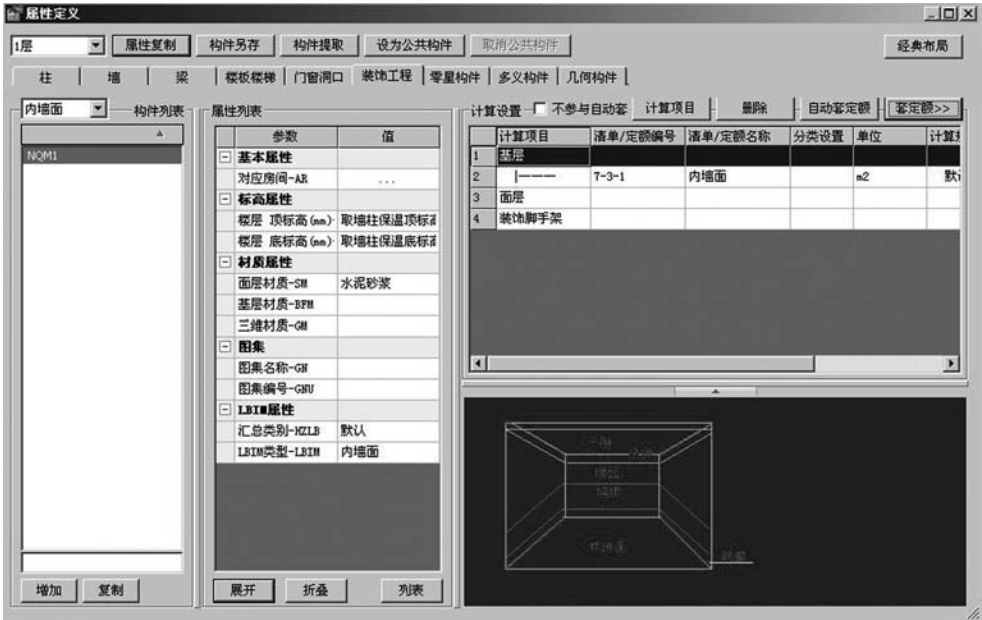 属性定义
1层 属性复制 构件另存 构件提取 设为公共构件 取消公共构件 经典布局
柱 墙 梁 楼板楼梯 门窗洞口 装饰工程 零星构件 多义构件 几何构件
内墙面 构件列表
NQM1
增加 复制
属性列表
参数 值
基本属性
对应房间-AR ...
标高属性
楼层 顶标高(mm)· 取墙柱保温顶标高
楼层 底标高(mm)· 取墙柱保温底标高
材质属性
面层材质-SM 水泥砂浆
基层材质-BFM
三维材质-GM
图集
图集名称-GN
图集编号-GNU
LBIM属性
汇总类别-HZLB 默认
LBIM类型-LBIM 内墙面
展开 折叠 列表
计算设置 不参与自动套 计算项目 删除 自动套定额 套定额>>
计算项目 清单/定额编号 清单/定额名称 分类设置 单位 计算
1 基层
2 |——— 7-3-1 内墙面 m2 默
3 面层
4 装饰脚手架